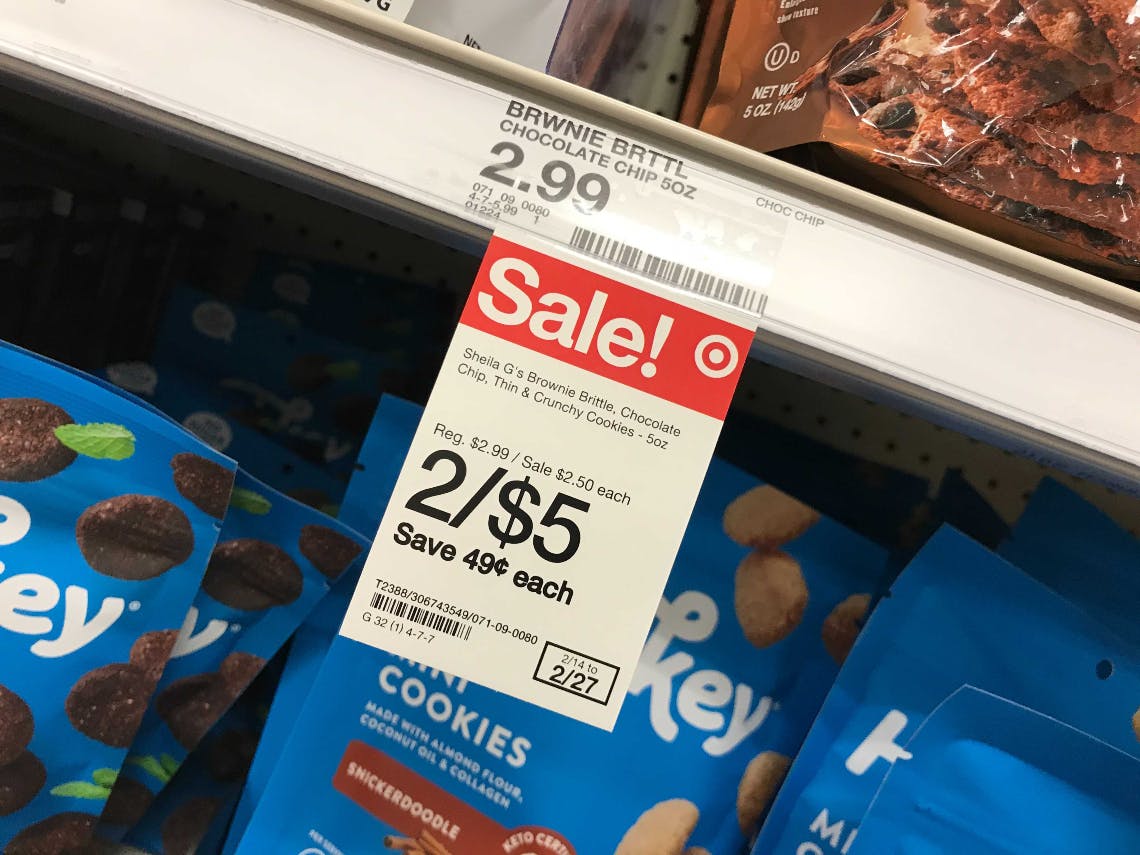 NET WT.
5 OZ. (142g)
U D
BRWNIE BRTTL
CHOCOLATE CHIP 5OZ
2.99
071 09 0080
4-7-5.99 1
01224
CHOC CHIP
Sale!
Sheila G's Brownie Brittle, Chocolate
Chip, Thin & Crunchy Cookies - 5oz
Reg. $2.99 / Sale $2.50 each
2/$5
Save 49¢ each
T2388/306743549/071-09-0080
G 32 (1) 4-7-7
2/14 to
2/27
key
COOKIES
MADE WITH ALMOND FLOUR,
COCONUT OIL & COLLAGEN
SNICKERDOODLE
KETO CERT